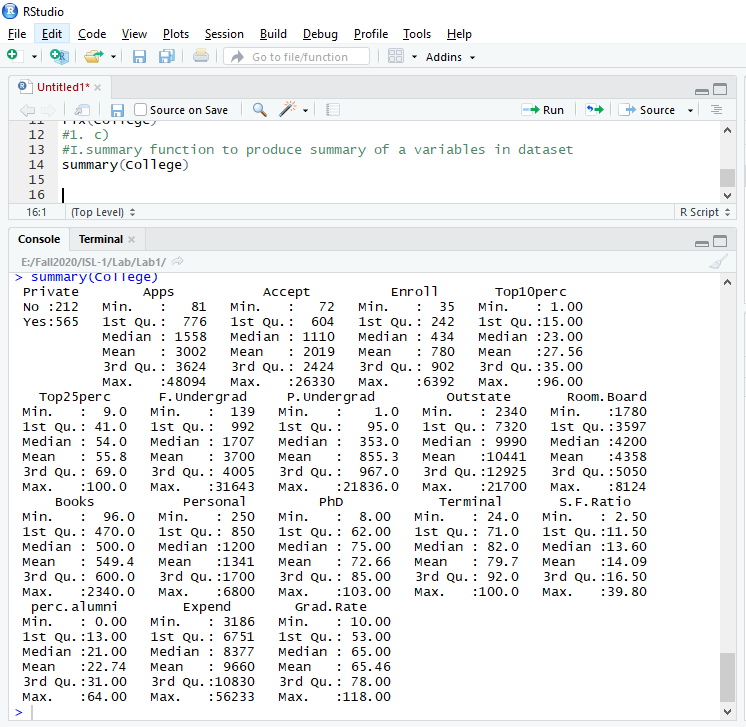 RStudio
File Edit Code View Plots Session Build Debug Profile Tools Help
Go to file/function Addins
Untitled1*
Source on Save Run Source
11 fix(College)
12 #1. c)
13 #I.summary function to produce summary of a variables in dataset
14 summary(College)
15
16
16:1 (Top Level) R Script
Console Terminal
E:/Fall2020/ISL-1/Lab/Lab1/
> summary(College)
Private Apps Accept Enroll Top10perc
No :212 Min. : 81 Min. : 72 Min. : 35 Min. : 1.00
Yes:565 1st Qu.: 776 1st Qu.: 604 1st Qu.: 242 1st Qu.:15.00
Median : 1558 Median : 1110 Median : 434 Median :23.00
Mean : 3002 Mean : 2019 Mean : 780 Mean :27.56
3rd Qu.: 3624 3rd Qu.: 2424 3rd Qu.: 902 3rd Qu.:35.00
Max. :48094 Max. :26330 Max. :6392 Max. :96.00
Top25perc F.Undergrad P.Undergrad Outstate Room.Board
Min. : 9.0 Min. : 139 Min. : 1.0 Min. : 2340 Min. :1780
1st Qu.: 41.0 1st Qu.: 992 1st Qu.: 95.0 1st Qu.: 7320 1st Qu.:3597
Median : 54.0 Median : 1707 Median : 353.0 Median : 9990 Median :4200
Mean : 55.8 Mean : 3700 Mean : 855.3 Mean :10441 Mean :4358
3rd Qu.: 69.0 3rd Qu.: 4005 3rd Qu.: 967.0 3rd Qu.:12925 3rd Qu.:5050
Max. :100.0 Max. :31643 Max. :21836.0 Max. :21700 Max. :8124
Books Personal PhD Terminal S.F.Ratio
Min. : 96.0 Min. : 250 Min. : 8.00 Min. : 24.0 Min. : 2.50
1st Qu.: 470.0 1st Qu.: 850 1st Qu.: 62.00 1st Qu.: 71.0 1st Qu.:11.50
Median : 500.0 Median :1200 Median : 75.00 Median : 82.0 Median :13.60
Mean : 549.4 Mean :1341 Mean : 72.66 Mean : 79.7 Mean :14.09
3rd Qu.: 600.0 3rd Qu.:1700 3rd Qu.: 85.00 3rd Qu.: 92.0 3rd Qu.:16.50
Max. :2340.0 Max. :6800 Max. :103.00 Max. :100.0 Max. :39.80
perc.alumni Expend Grad.Rate
Min. : 0.00 Min. : 3186 Min. : 10.00
1st Qu.:13.00 1st Qu.: 6751 1st Qu.: 53.00
Median :21.00 Median : 8377 Median : 65.00
Mean :22.74 Mean : 9660 Mean : 65.46
3rd Qu.:31.00 3rd Qu.:10830 3rd Qu.: 78.00
Max. :64.00 Max. :56233 Max. :118.00
>